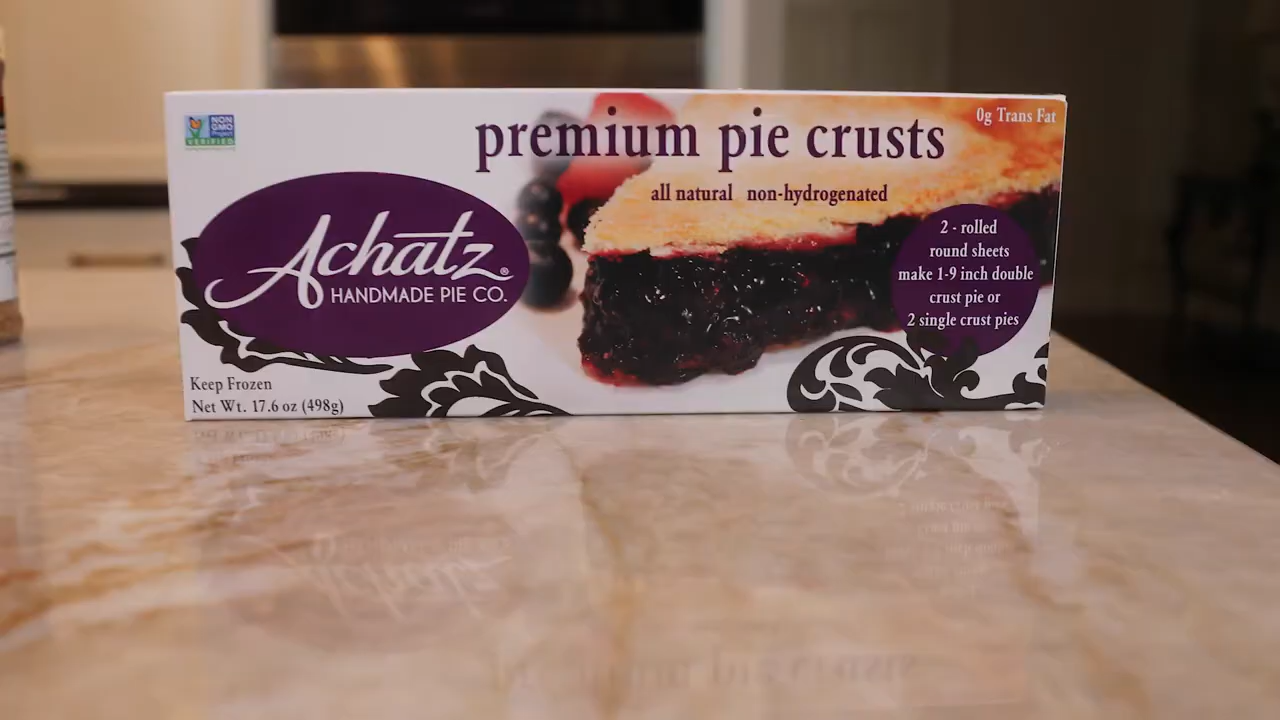 NON
GMO
Project
VERIFIED
premium pie crusts
0g Trans Fat
all natural non-hydrogenated
Achatz®
HANDMADE PIE CO.
2 - rolled
round sheets
make 1-9 inch double
crust pie or
2 single crust pies
Keep Frozen
Net Wt. 17.6 oz (498g)